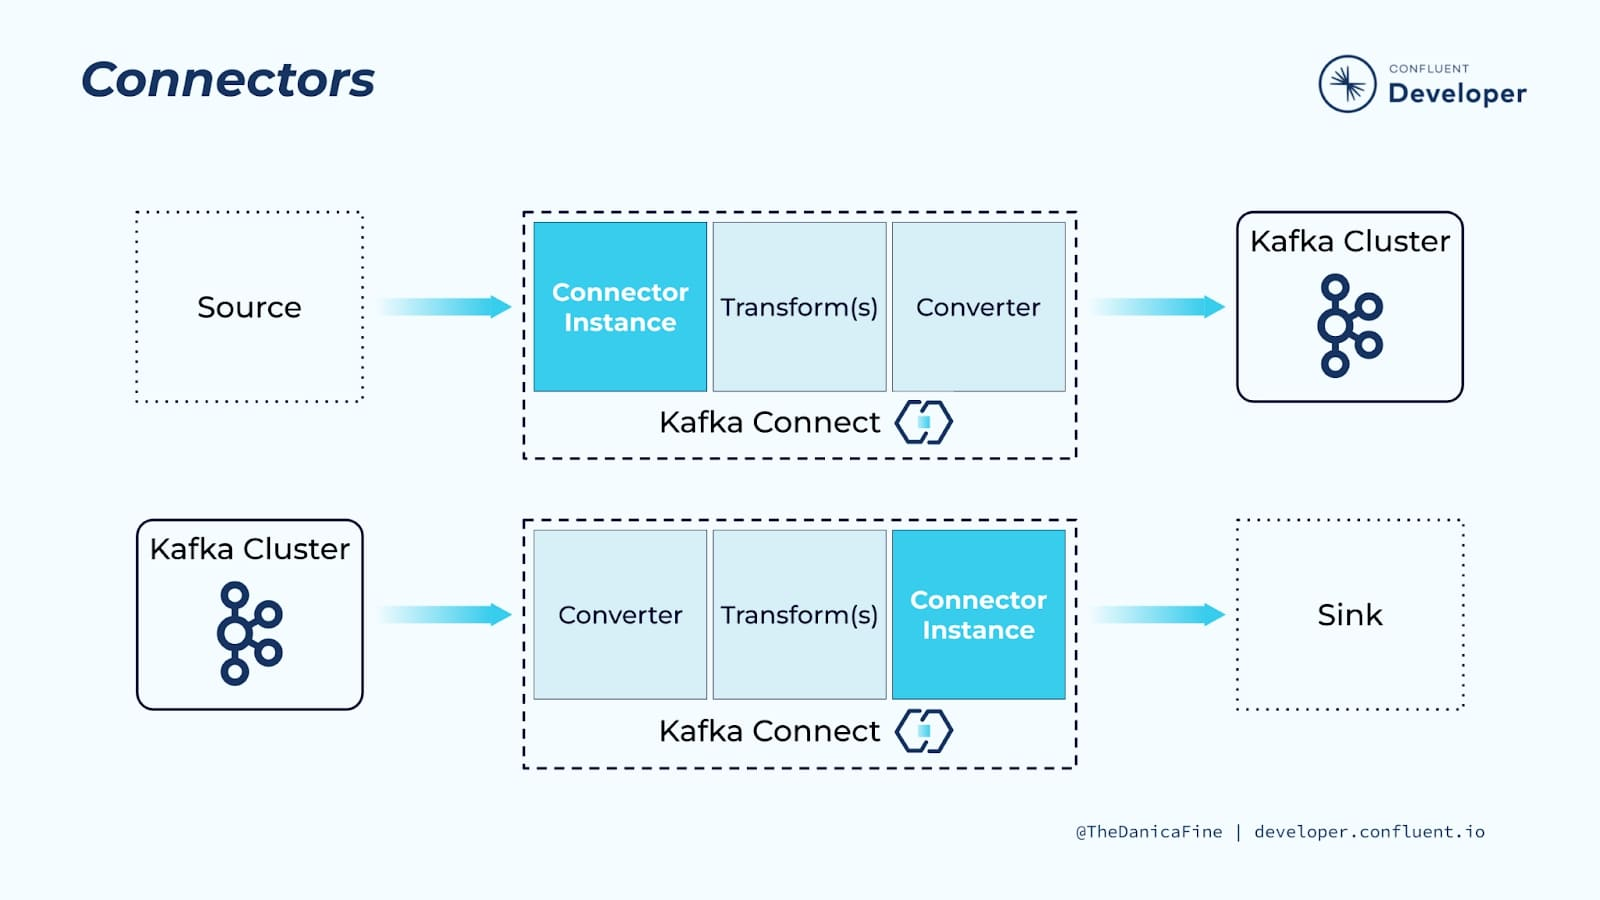 Connectors
CONFLUENT
Developer
Source
Connector
Instance
Transform(s)
Converter
Kafka Connect
Kafka Cluster
Kafka Cluster
Converter
Transform(s)
Connector
Instance
Kafka Connect
Sink
@TheDanicaFine | developer.confluent.io